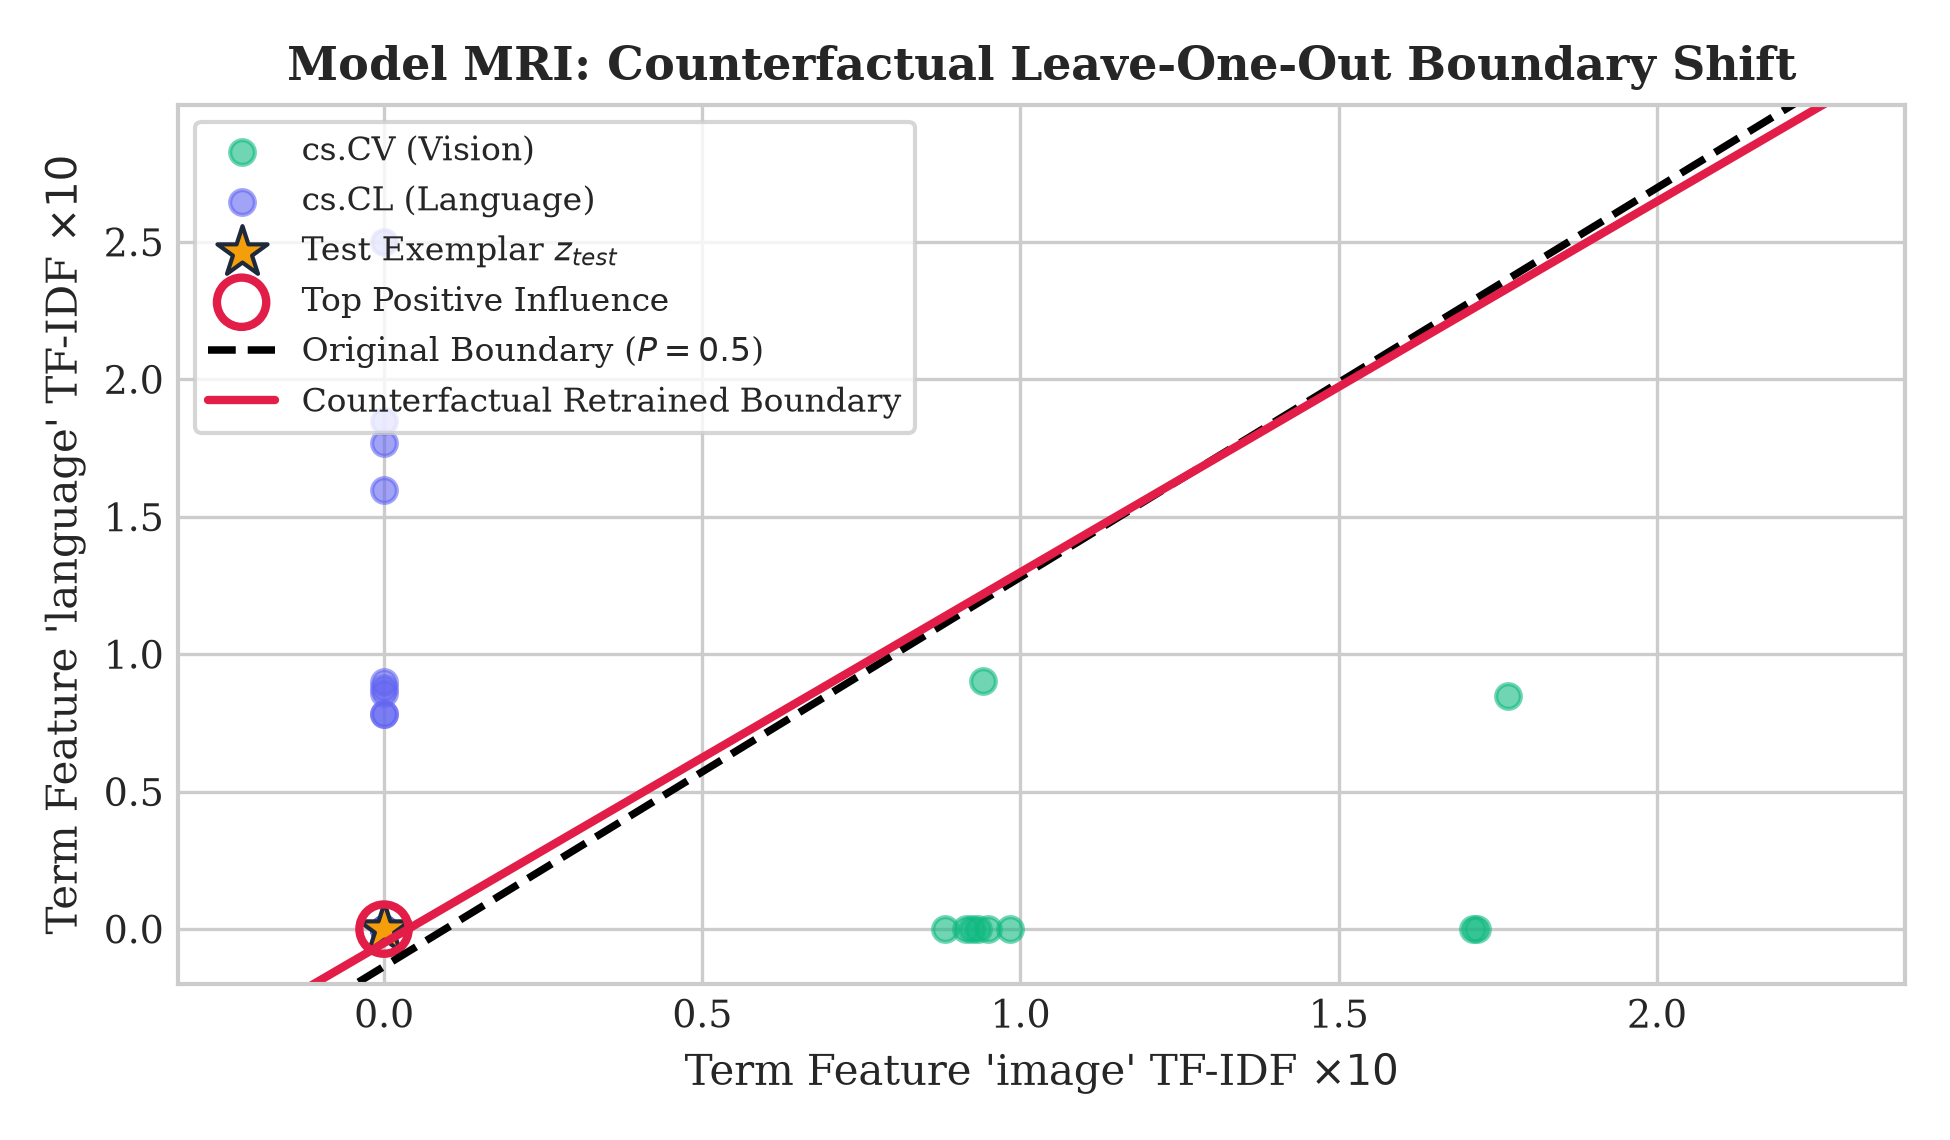 Model MRI: Counterfactual Leave-One-Out Boundary Shift
cs.CV (Vision)
cs.CL (Language)
Test Exemplar z_test
Top Positive Influence
Original Boundary (P = 0.5)
Counterfactual Retrained Boundary
Term Feature 'language' TF-IDF ×10
2.5
2.0
1.5
1.0
0.5
0.0
0.0 0.5 1.0 1.5 2.0
Term Feature 'image' TF-IDF ×10